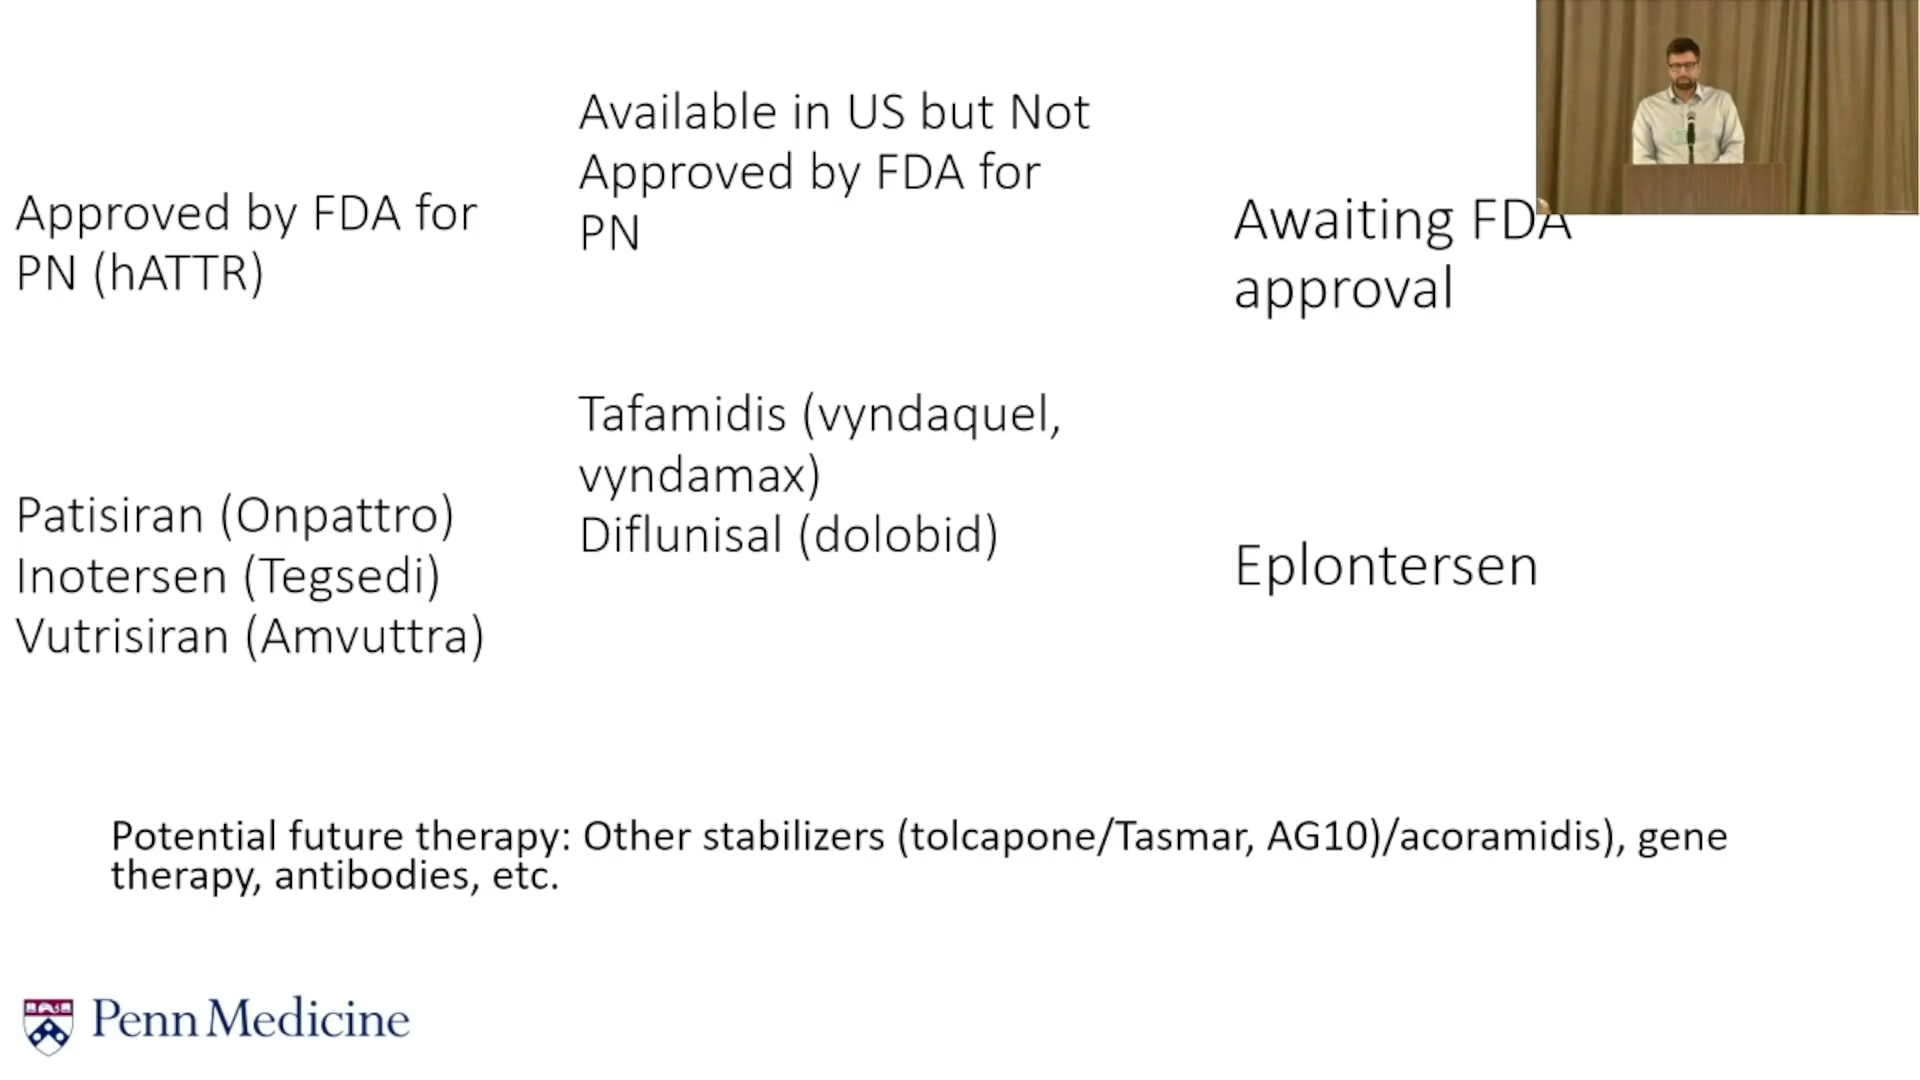 Approved by FDA for
PN (hATTR)
Patisiran (Onpattro)
Inotersen (Tegsedi)
Vutrisiran (Amvuttra)
Available in US but Not
Approved by FDA for
PN
Tafamidis (vyndaquel,
vyndamax)
Diflunisal (dolobid)
Awaiting FDA
approval
Eplontersen
Potential future therapy: Other stabilizers (tolcapone/Tasmar, AG10)/acoramidis), gene
therapy, antibodies, etc.
Penn Medicine